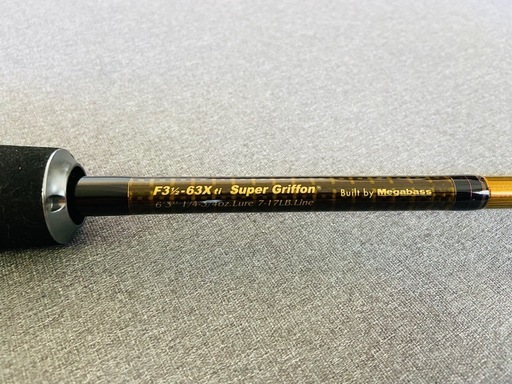 F3½-63X ti Super Griffon Built by Megabass
6'3" 1/4-3/4oz.Lure 7-17LB.Line